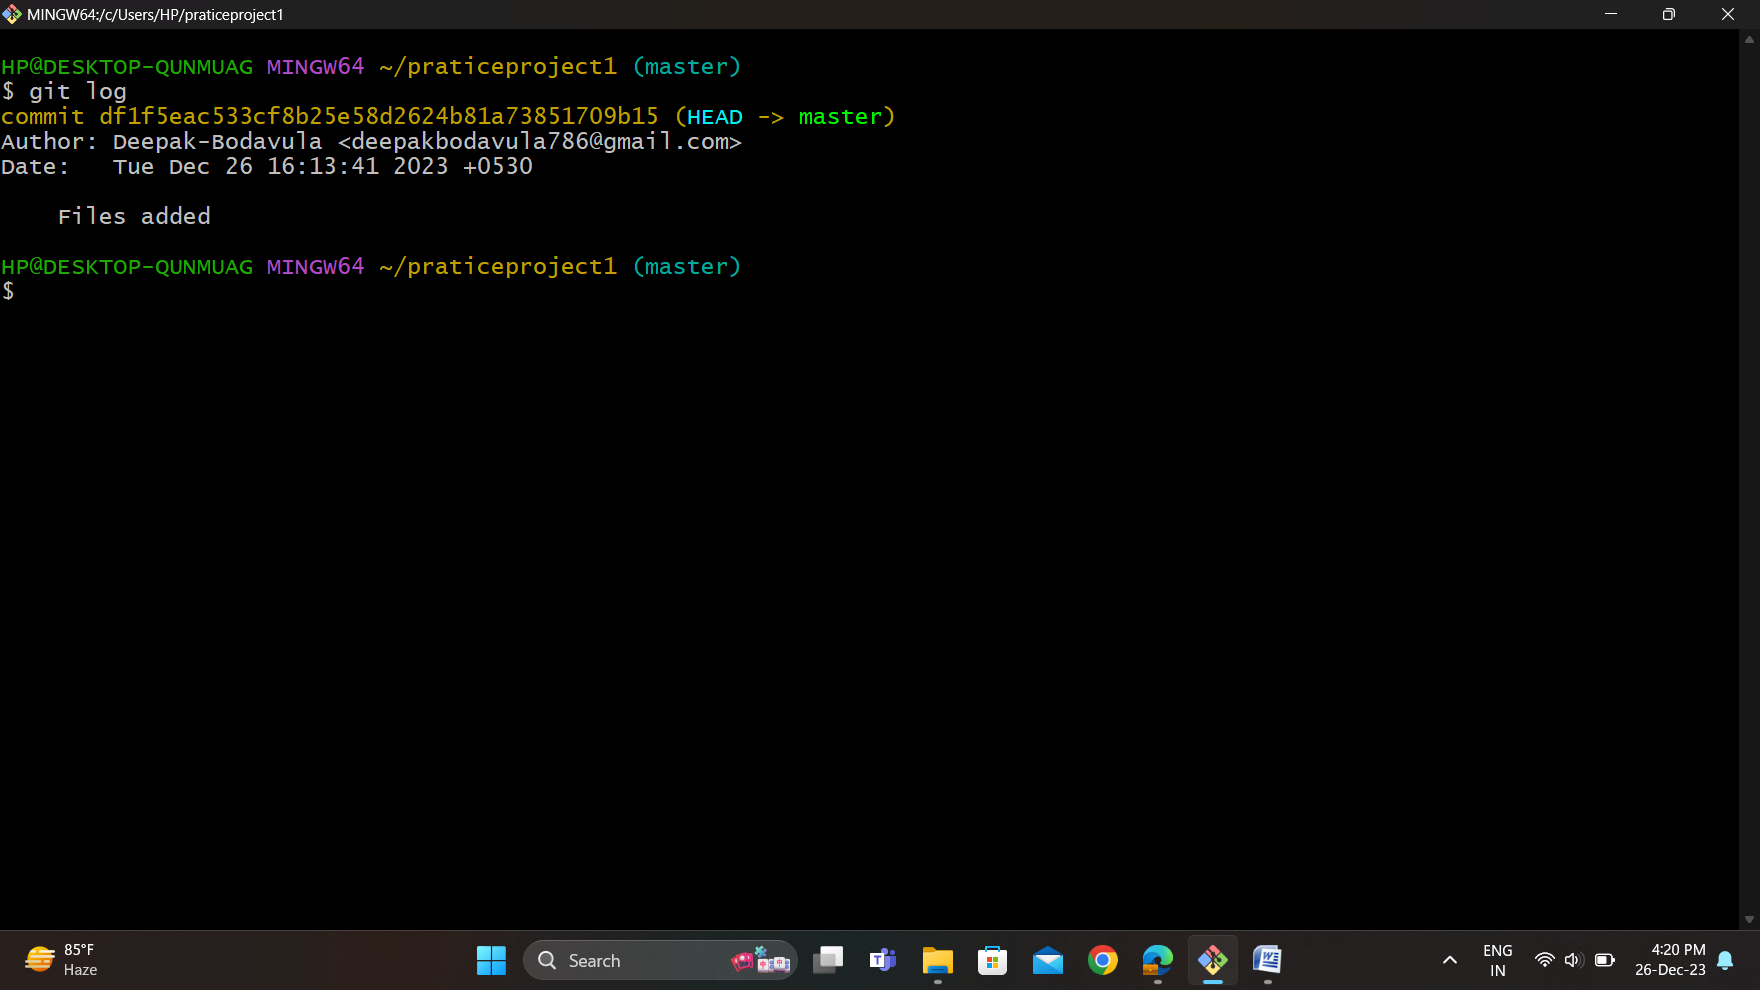 MINGW64:/c/Users/HP/praticeproject1
HP@DESKTOP-QUNMUAG MINGW64 ~/praticeproject1 (master)
$ git log
commit df1f5eac533cf8b25e58d2624b81a73851709b15 (HEAD -> master)
Author: Deepak-Bodavula <deepakbodavula786@gmail.com>
Date:   Tue Dec 26 16:13:41 2023 +0530
    Files added
HP@DESKTOP-QUNMUAG MINGW64 ~/praticeproject1 (master)
$
85°F
Haze
Search
ENG
IN
4:20 PM
26-Dec-23